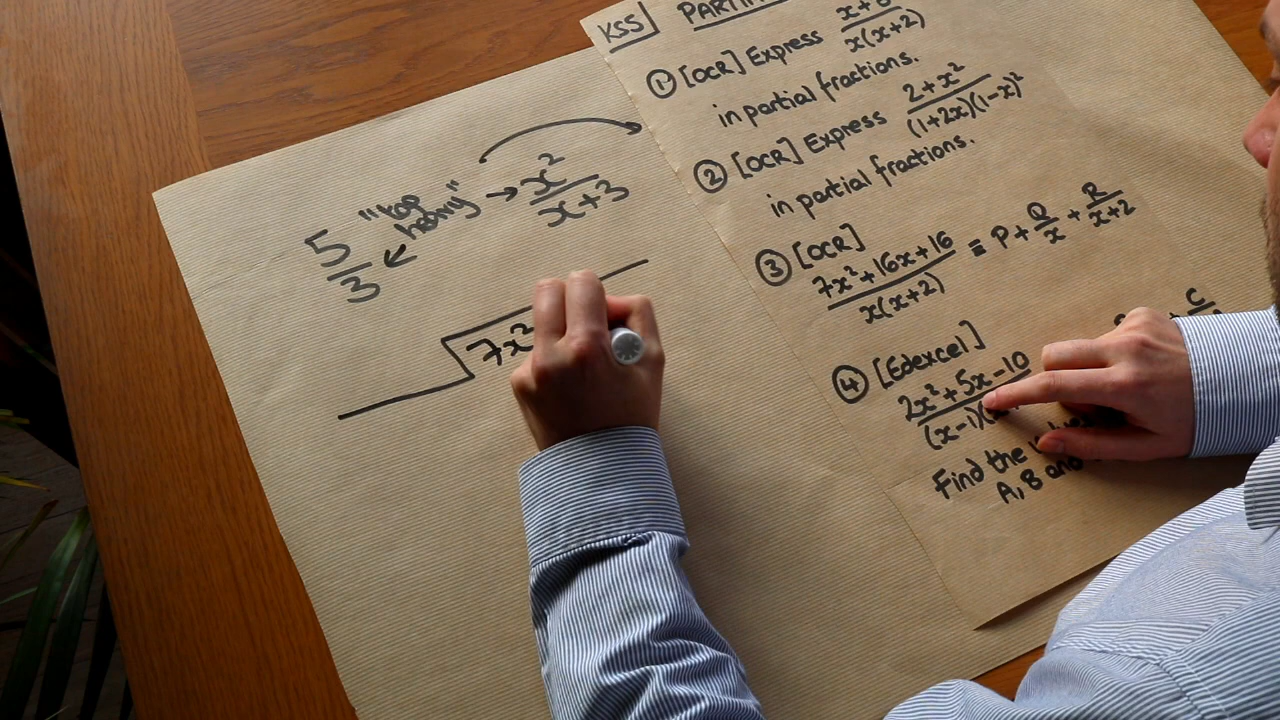 5/3
"top heavy" → x²/x+3
7x²
KS5
① [OCR] Express /x(x+2)
in partial fractions.
② [OCR] Express 2+x²/(1+2x)(1-x)²
in partial fractions.
③ [OCR]
7x²+16x+16/x(x+2) ≡ P+Q/x+R/x+2
④ [Edexcel]
2x²+5x-10/(x-1)( + C
Find the
A, B and